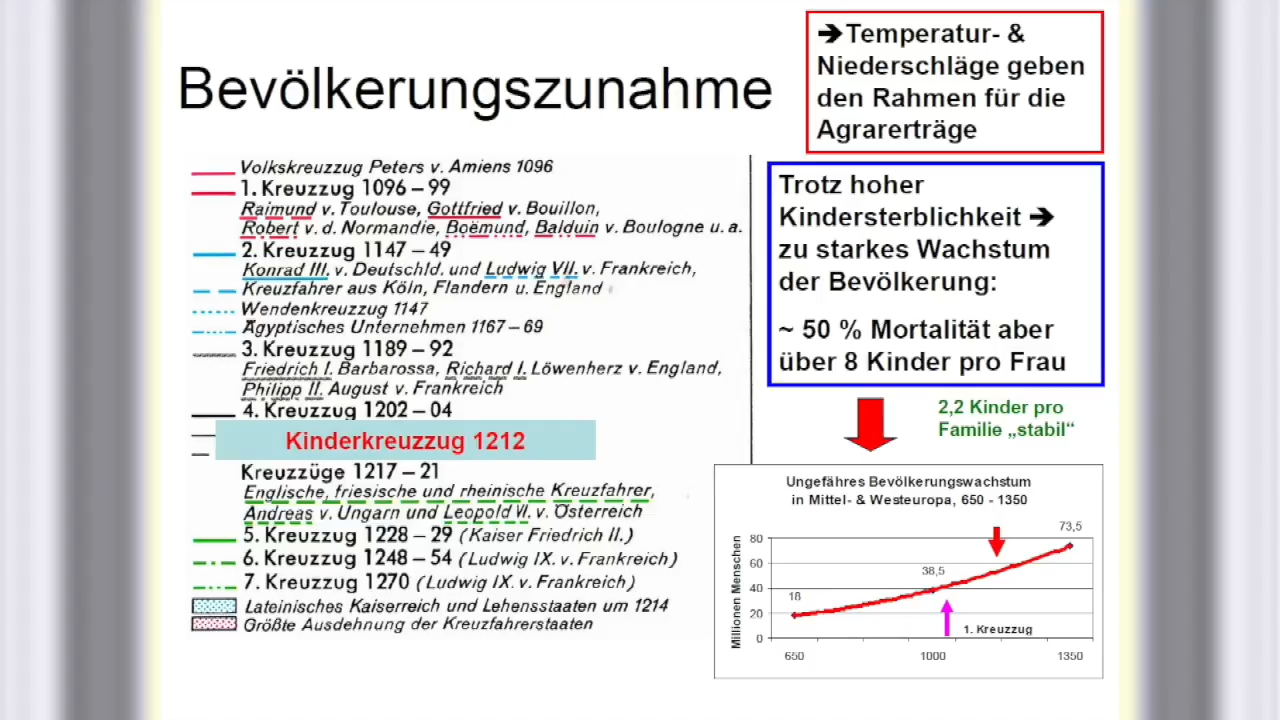 Bevölkerungszunahme
➔Temperatur- &
Niederschläge geben
den Rahmen für die
Agrarerträge
Volkskreuzzug Peters v. Amiens 1096
1. Kreuzzug 1096 – 99
Raimund v. Toulouse, Gottfried v. Bouillon,
Robert v. d. Normandie, Boëmund, Balduin v. Boulogne u. a.
2. Kreuzzug 1147 – 49
Konrad III. v. Deutschld. und Ludwig VII. v. Frankreich,
Kreuzfahrer aus Köln, Flandern u. England
Wendenkreuzzug 1147
Ägyptisches Unternehmen 1167 – 69
3. Kreuzzug 1189 – 92
Friedrich I. Barbarossa, Richard I. Löwenherz v. England,
Philipp II. August v. Frankreich
4. Kreuzzug 1202 – 04
Kinderkreuzzug 1212
Kreuzzüge 1217 – 21
Englische, friesische und rheinische Kreuzfahrer,
Andreas v. Ungarn und Leopold VI. v. Österreich
5. Kreuzzug 1228 – 29 (Kaiser Friedrich II.)
6. Kreuzzug 1248 – 54 (Ludwig IX. v. Frankreich)
7. Kreuzzug 1270 (Ludwig IX. v. Frankreich)
Lateinisches Kaiserreich und Lehensstaaten um 1214
Größte Ausdehnung der Kreuzfahrerstaaten
Trotz hoher
Kindersterblichkeit ➔
zu starkes Wachstum
der Bevölkerung:
~ 50 % Mortalität aber
über 8 Kinder pro Frau
2,2 Kinder pro
Familie „stabil“
Ungefähres Bevölkerungswachstum
in Mittel- & Westeuropa, 650 - 1350
Millionen Menschen
80
60
40
20
0
18
38,5
73,5
1. Kreuzzug
650
1000
1350